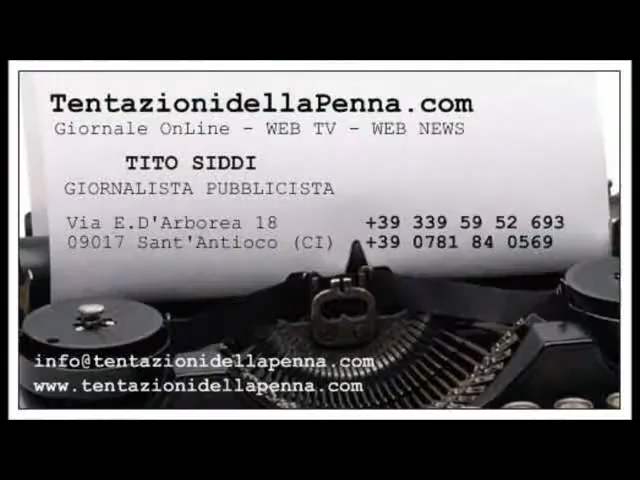 TentazionidellaPenna.com
Giornale OnLine - WEB TV - WEB NEWS
TITO SIDDI
GIORNALISTA PUBBLICISTA
Via E.D'Arborea 18 +39 339 59 52 693
09017 Sant'Antioco (CI) +39 0781 84 0569
info@tentazionidellapenna.com
www.tentazionidellapenna.com